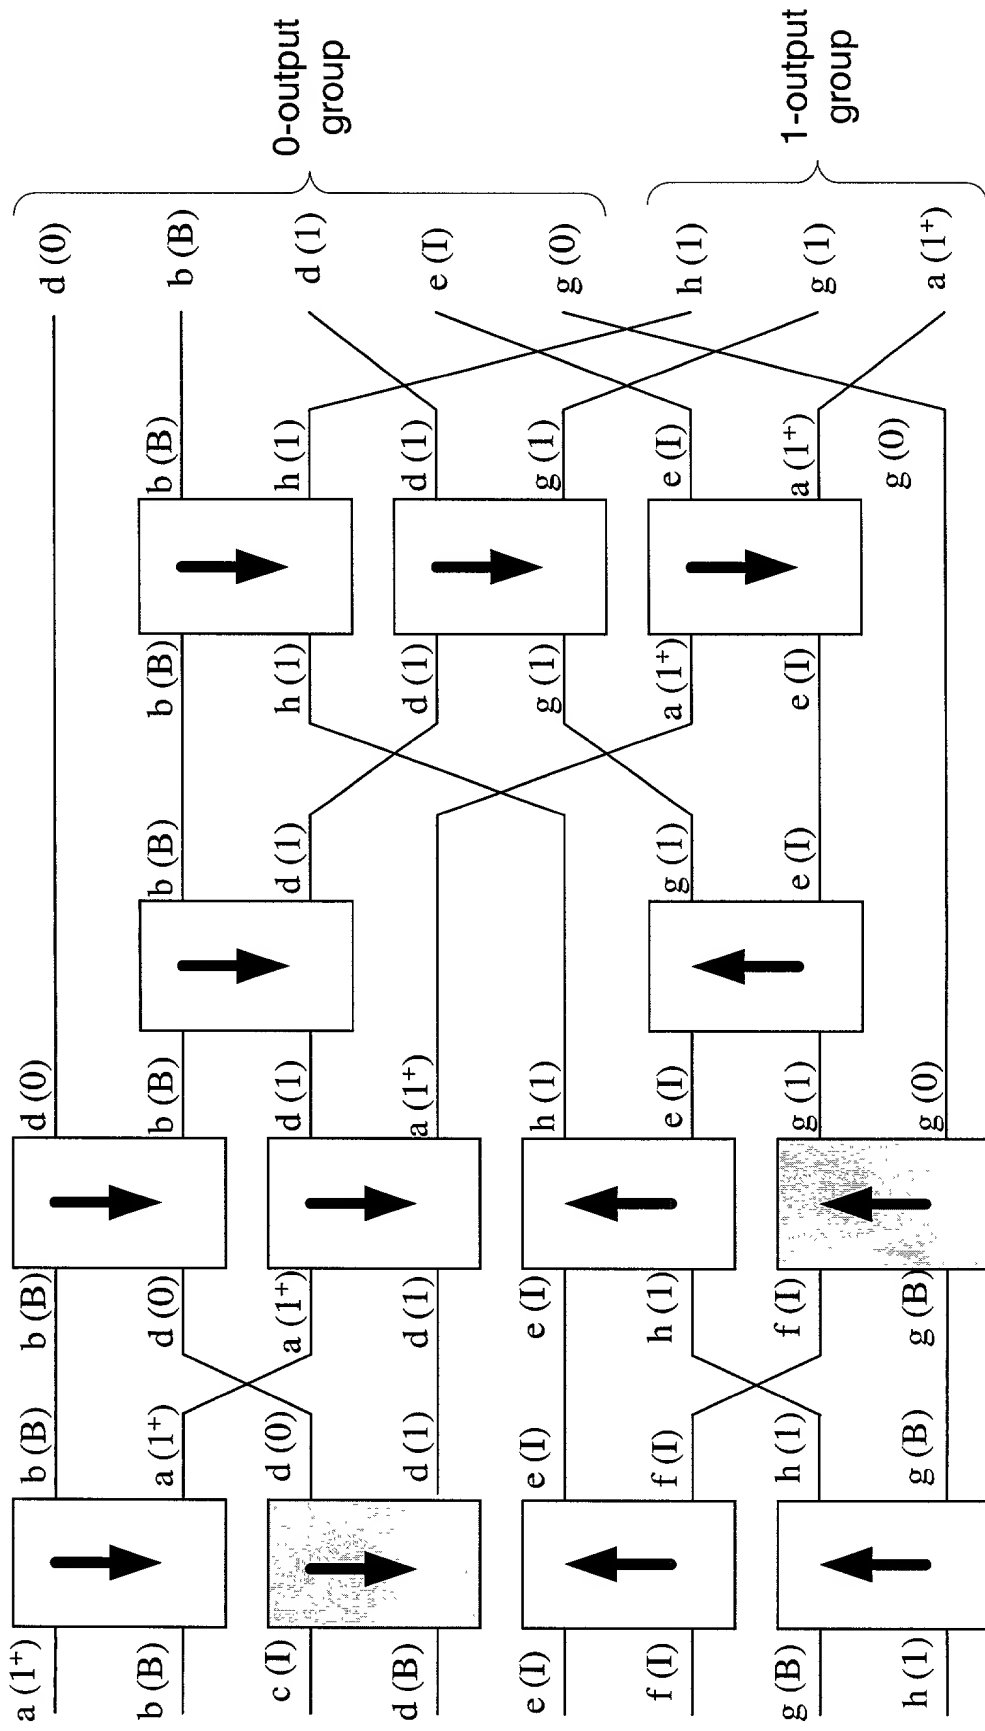 a (1+)
b (B)
c (I)
d (B)
e (I)
f (I)
g (B)
h (1)
b (B)
a (1+)
d (0)
d (1)
e (I)
f (I)
h (1)
g (B)
b (B)
d (0)
a (1+)
d (1)
e (I)
h (1)
f (I)
g (B)
d (0)
b (B)
d (1)
a (1+)
h (1)
e (I)
g (1)
g (0)
b (B)
d (1)
g (1)
e (I)
b (B)
h (1)
d (1)
g (1)
a (1+)
e (I)
b (B)
h (1)
d (1)
g (1)
e (I)
a (1+)
g (0)
d (0)
b (B)
d (1)
e (I)
g (0)
h (1)
g (1)
a (1+)
0-output
group
1-output
group